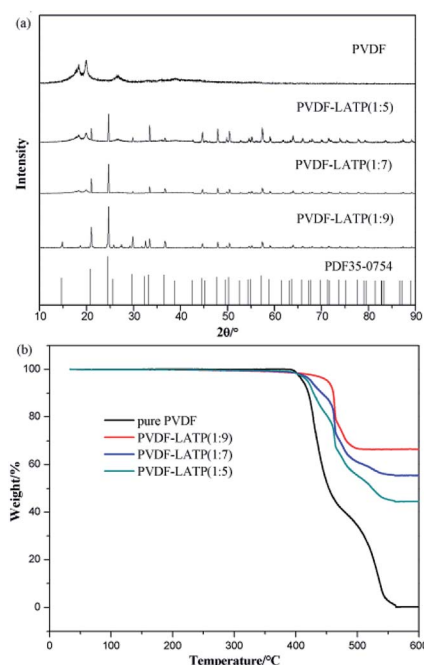 (a)
PVDF
PVDF-LATP(1:5)
PVDF-LATP(1:7)
PVDF-LATP(1:9)
PDF35-0754
Intensity
10 20 30 40 50 60 70 80 90
2θ/°
(b)
100
80
60
40
20
0
pure PVDF
PVDF-LATP(1:9)
PVDF-LATP(1:7)
PVDF-LATP(1:5)
Weight/%
0 100 200 300 400 500 600
Temperature/°C